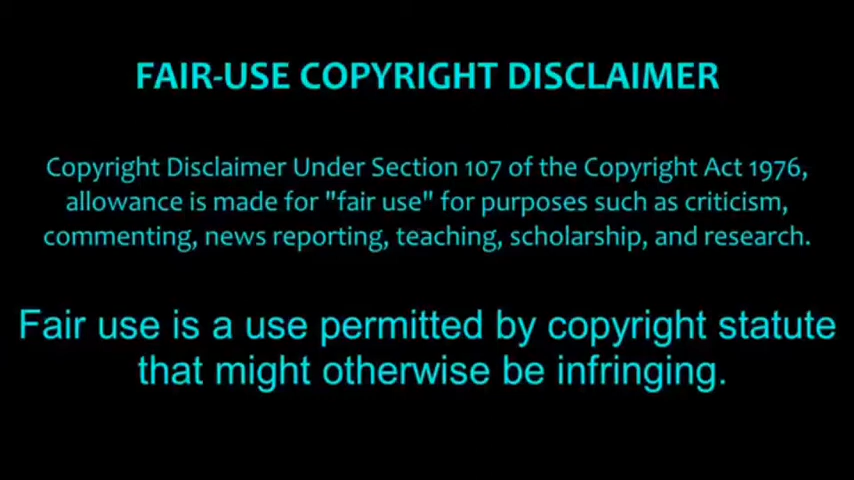 FAIR-USE COPYRIGHT DISCLAIMER
Copyright Disclaimer Under Section 107 of the Copyright Act 1976,
allowance is made for "fair use" for purposes such as criticism,
commenting, news reporting, teaching, scholarship, and research.
Fair use is a use permitted by copyright statute
that might otherwise be infringing.